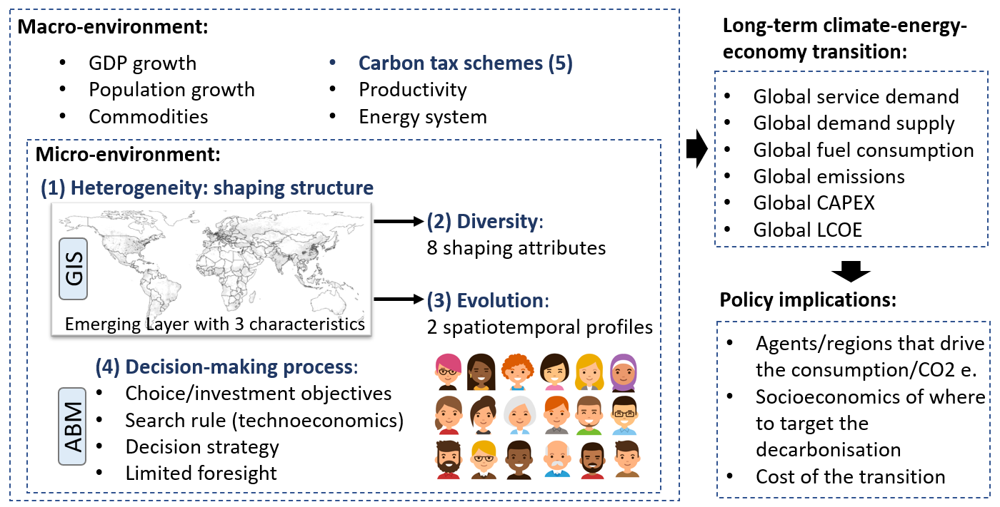 Macro-environment:
• GDP growth
• Population growth
• Commodities
• Carbon tax schemes (5)
• Productivity
• Energy system
Micro-environment:
(1) Heterogeneity: shaping structure
GIS
Emerging Layer with 3 characteristics
(2) Diversity:
8 shaping attributes
(3) Evolution:
2 spatiotemporal profiles
(4) Decision-making process:
ABM
• Choice/investment objectives
• Search rule (technoeconomics)
• Decision strategy
• Limited foresight
Long-term climate-energy-
economy transition:
• Global service demand
• Global demand supply
• Global fuel consumption
• Global emissions
• Global CAPEX
• Global LCOE
Policy implications:
• Agents/regions that drive
the consumption/CO2 e.
• Socioeconomics of where
to target the
decarbonisation
• Cost of the transition